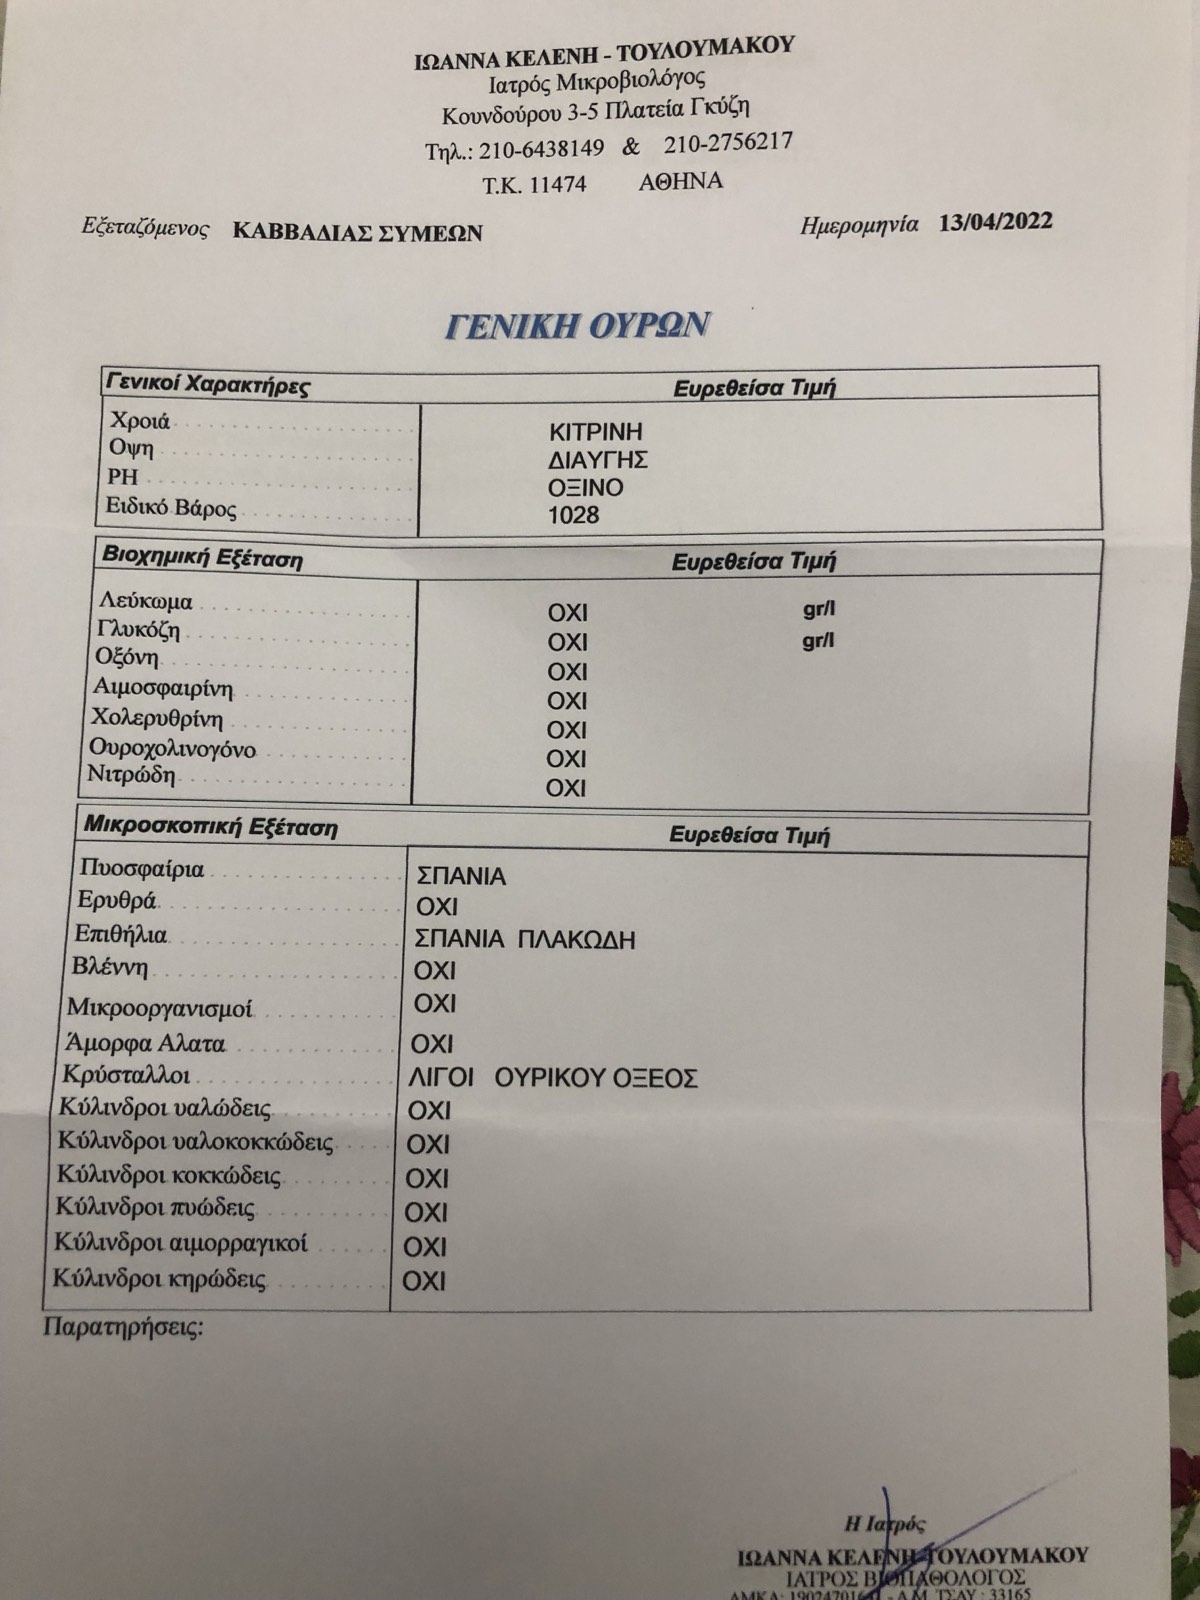 ΙΩΑΝΝΑ ΚΕΛΕΝΗ - ΤΟΥΛΟΥΜΑΚΟΥ
Ιατρός Μικροβιολόγος
Κουνδούρου 3-5 Πλατεία Γκύζη
Τηλ.: 210-6438149 & 210-2756217
Τ.Κ. 11474 ΑΘΗΝΑ
Εξεταζόμενος ΚΑΒΒΑΔΙΑΣ ΣΥΜΕΩΝ Ημερομηνία 13/04/2022
ΓΕΝΙΚΗ ΟΥΡΩΝ
Γενικοί Χαρακτήρες Ευρεθείσα Τιμή
Χροιά ΚΙΤΡΙΝΗ
Οψη ΔΙΑΥΓΗΣ
PH ΟΞΙΝΟ
Ειδικό Βάρος 1028
Βιοχημική Εξέταση Ευρεθείσα Τιμή
Λεύκωμα ΟΧΙ gr/l
Γλυκόζη ΟΧΙ gr/l
Οξόνη ΟΧΙ
Αιμοσφαιρίνη ΟΧΙ
Χολερυθρίνη ΟΧΙ
Ουροχολινογόνο ΟΧΙ
Νιτρώδη ΟΧΙ
Μικροσκοπική Εξέταση Ευρεθείσα Τιμή
Πυοσφαίρια ΣΠΑΝΙΑ
Ερυθρά ΟΧΙ
Επιθήλια ΣΠΑΝΙΑ ΠΛΑΚΩΔΗ
Βλέννη ΟΧΙ
Μικροοργανισμοί ΟΧΙ
Άμορφα Αλατα ΟΧΙ
Κρύσταλλοι ΛΙΓΟΙ ΟΥΡΙΚΟΥ ΟΞΕΟΣ
Κύλινδροι υαλώδεις ΟΧΙ
Κύλινδροι υαλοκοκκώδεις ΟΧΙ
Κύλινδροι κοκκώδεις ΟΧΙ
Κύλινδροι πυώδεις ΟΧΙ
Κύλινδροι αιμορραγικοί ΟΧΙ
Κύλινδροι κηρώδεις ΟΧΙ
Παρατηρήσεις:
Η Ιατρός
ΙΩΑΝΝΑ ΚΕΛΕΝΗ-ΤΟΥΛΟΥΜΑΚΟΥ
ΙΑΤΡΟΣ ΒΙΟΠΑΘΟΛΟΓΟΣ
ΑΜΚΑ: - Α.Μ. ΤΣΑΥ : 33165